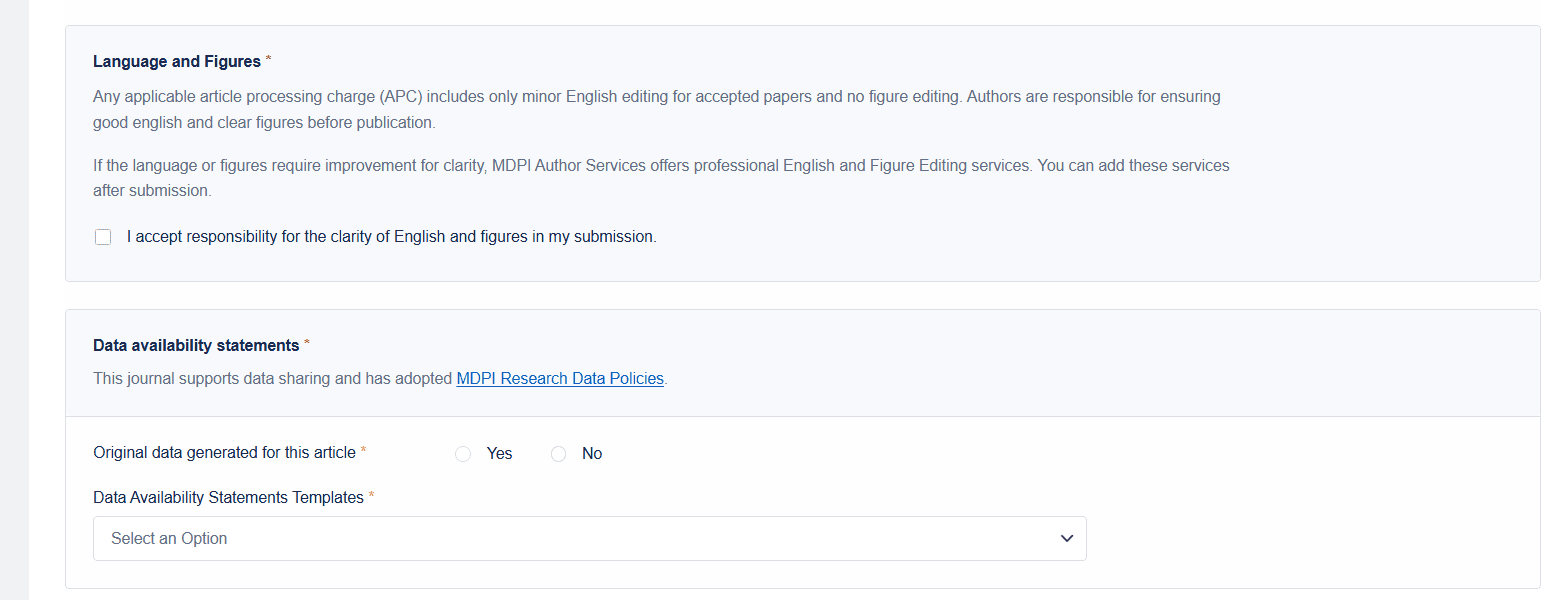 Language and Figures *
Any applicable article processing charge (APC) includes only minor English editing for accepted papers and no figure editing. Authors are responsible for ensuring
good english and clear figures before publication.
If the language or figures require improvement for clarity, MDPI Author Services offers professional English and Figure Editing services. You can add these services
after submission.
I accept responsibility for the clarity of English and figures in my submission.
Data availability statements *
This journal supports data sharing and has adopted MDPI Research Data Policies.
Original data generated for this article * Yes No
Data Availability Statements Templates *
Select an Option